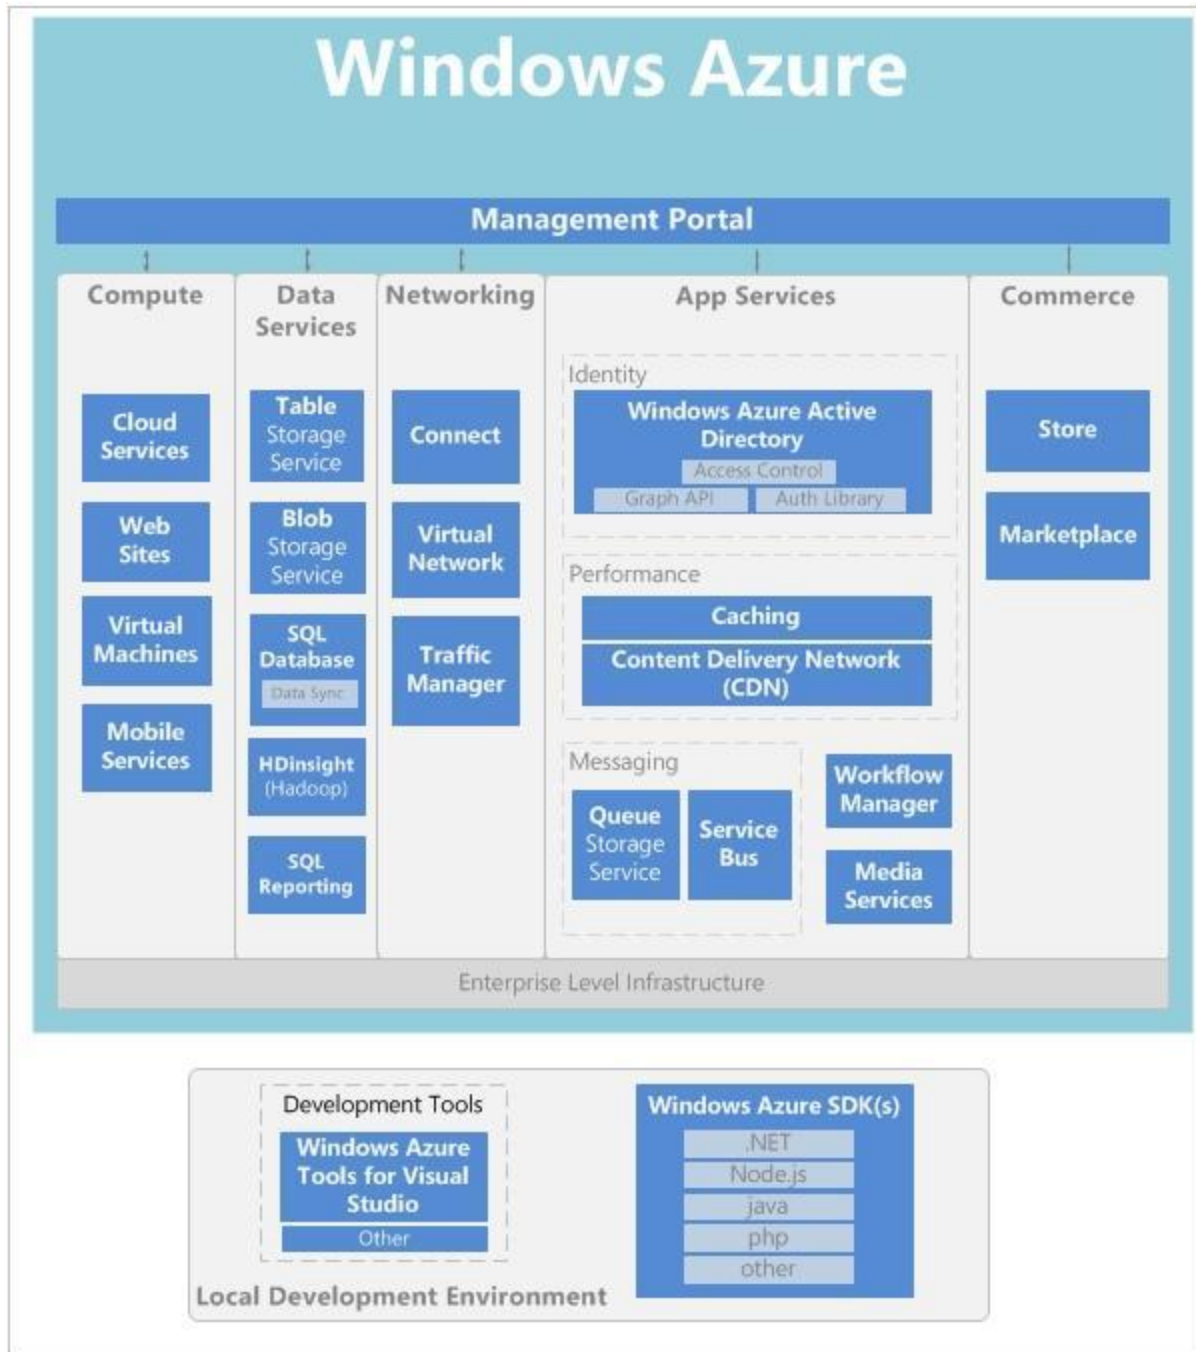 Windows Azure
Management Portal
Compute
Cloud
Services
Web
Sites
Virtual
Machines
Mobile
Services
Data
Services
Table
Storage
Service
Blob
Storage
Service
SQL
Database
Data Sync
HDinsight
(Hadoop)
SQL
Reporting
Networking
Connect
Virtual
Network
Traffic
Manager
App Services
Identity
Windows Azure Active
Directory
Access Control
Graph API
Auth Library
Performance
Caching
Content Delivery Network
(CDN)
Messaging
Queue
Storage
Service
Service
Bus
Workflow
Manager
Media
Services
Commerce
Store
Marketplace
Enterprise Level Infrastructure
Development Tools
Windows Azure
Tools for Visual
Studio
Other
Windows Azure SDK(s)
.NET
Node.js
java
php
other
Local Development Environment